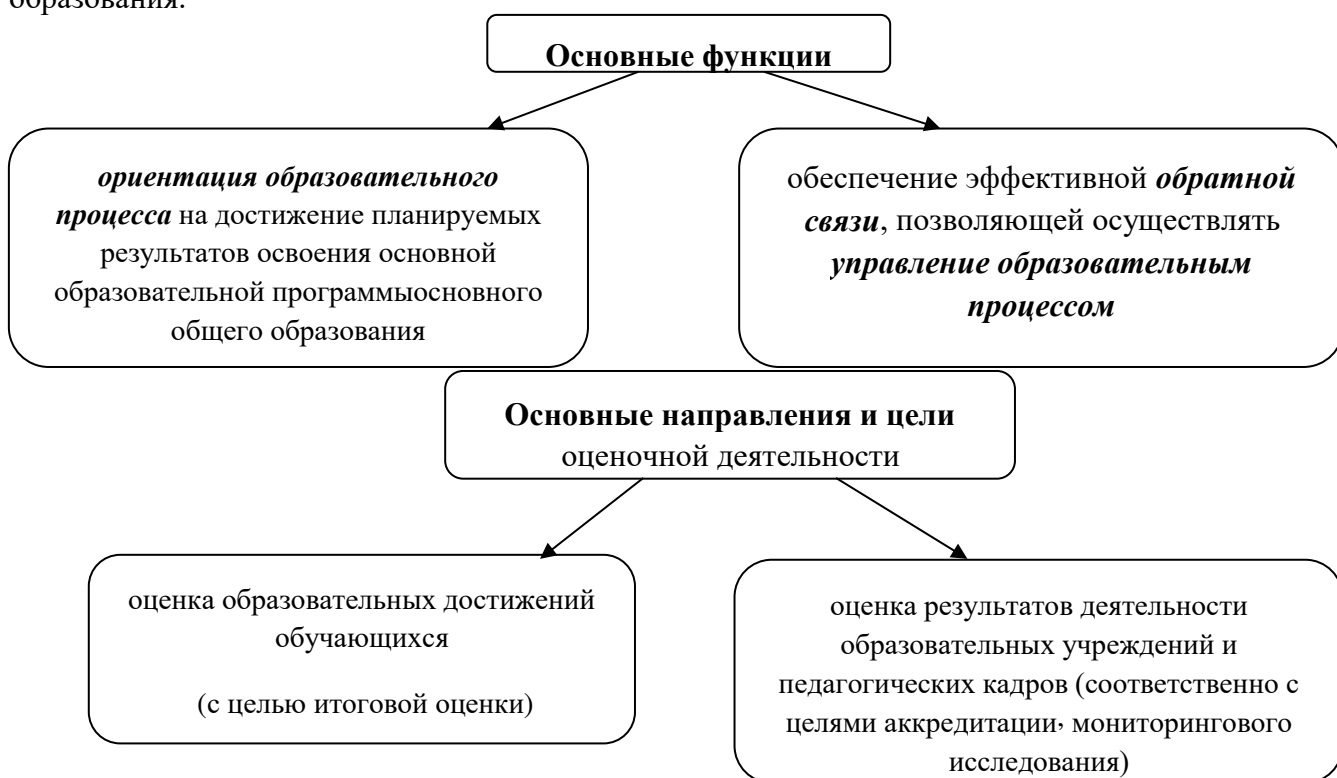 образования.
Основные функции
ориентация образовательного
процесса на достижение планируемых
результатов освоения основной
образовательной программыосновного
общего образования
обеспечение эффективной обратной
связи, позволяющей осуществлять
управление образовательным
процессом
Основные направления и цели
оценочной деятельности
оценка образовательных достижений
обучающихся
(с целью итоговой оценки)
оценка результатов деятельности
образовательных учреждений и
педагогических кадров (соответственно с
целями аккредитации, мониторингового
исследования)